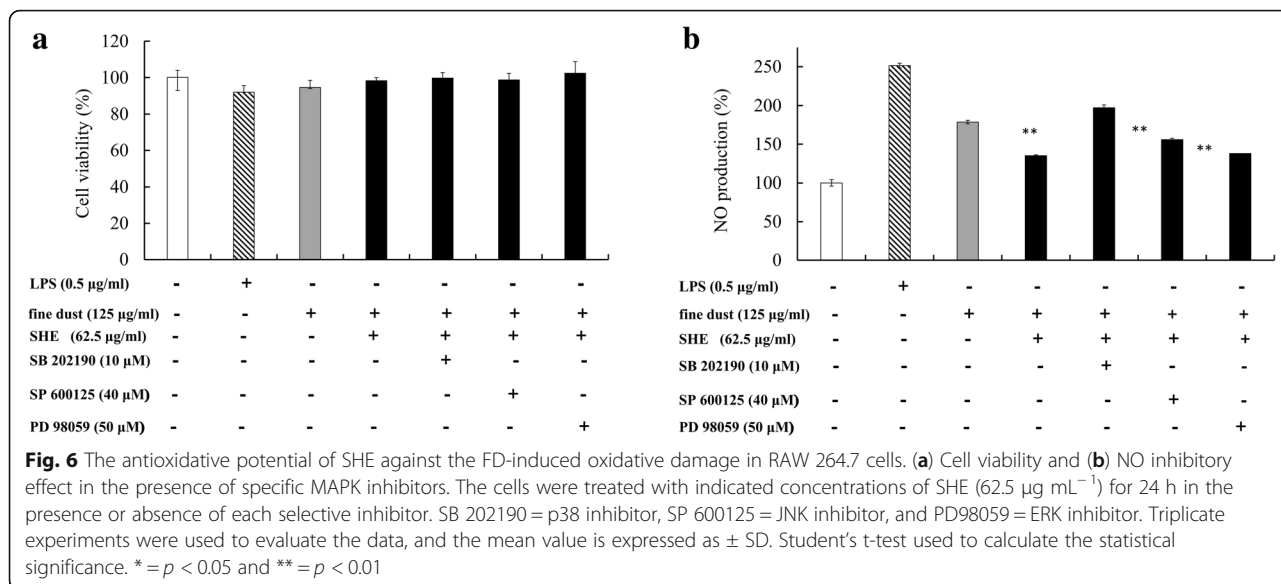 a
b
Cell viability (%)
120
100
80
60
40
20
0
LPS (0.5 µg/ml) - + - - - - -
fine dust (125 µg/ml) - - + + + + +
SHE (62.5 µg/ml) - - - + + + +
SB 202190 (10 µM) - - - - + - -
SP 600125 (40 µM) - - - - - + -
PD 98059 (50 µM) - - - - - - +
NO production (%)
250
200
150
100
50
0
** ** **
LPS (0.5 µg/ml) - + - - - - -
fine dust (125 µg/ml) - - + + + + +
SHE (62.5 µg/ml) - - - + + + +
SB 202190 (10 µM) - - - - + - -
SP 600125 (40 µM) - - - - - + -
PD 98059 (50 µM) - - - - - - +
Fig. 6 The antioxidative potential of SHE against the FD-induced oxidative damage in RAW 264.7 cells. (a) Cell viability and (b) NO inhibitory
effect in the presence of specific MAPK inhibitors. The cells were treated with indicated concentrations of SHE (62.5 µg mL⁻¹) for 24 h in the
presence or absence of each selective inhibitor. SB 202190 = p38 inhibitor, SP 600125 = JNK inhibitor, and PD98059 = ERK inhibitor. Triplicate
experiments were used to evaluate the data, and the mean value is expressed as ± SD. Student's t-test used to calculate the statistical
significance. * = p < 0.05 and ** = p < 0.01